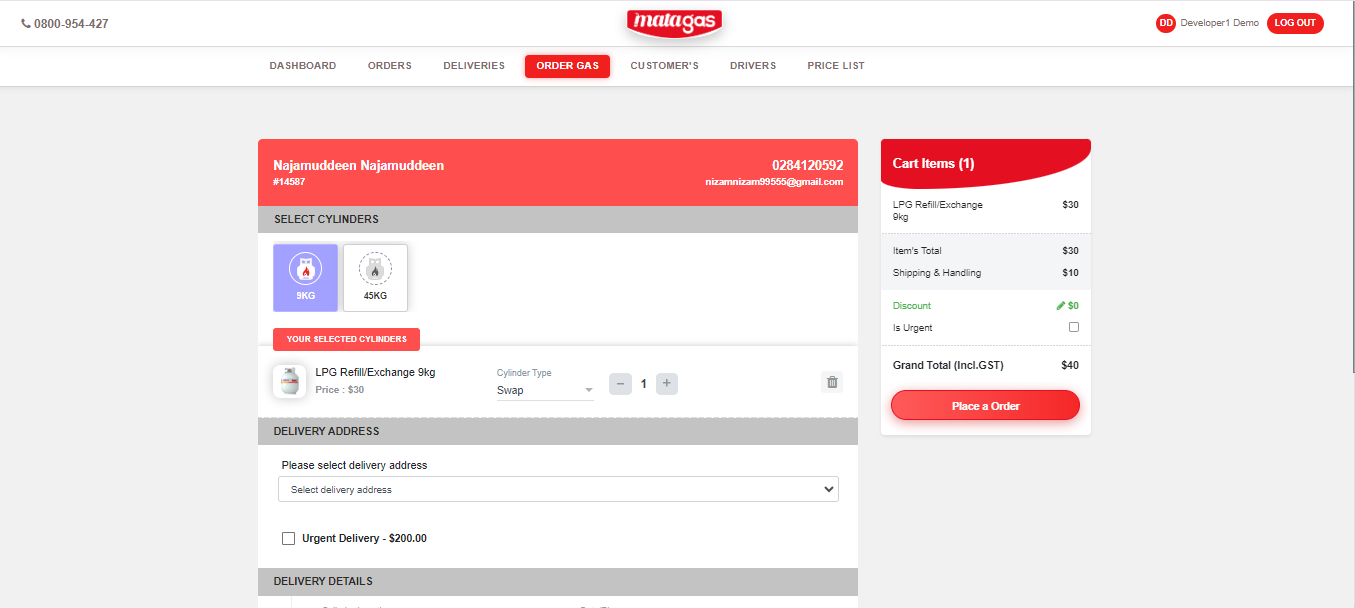 0800-954-427
matagas
DD Developer1 Demo LOG OUT
DASHBOARD ORDERS DELIVERIES ORDER GAS CUSTOMER'S DRIVERS PRICE LIST
Najamuddeen Najamuddeen 0284120592
#14587 nizamnizam99555@gmail.com
SELECT CYLINDERS
9KG 45KG
YOUR SELECTED CYLINDERS
LPG Refill/Exchange 9kg
Price : $30
Cylinder Type
Swap
− 1 +
DELIVERY ADDRESS
Please select delivery address
Select delivery address
Urgent Delivery - $200.00
DELIVERY DETAILS
Cart Items (1)
LPG Refill/Exchange $30
9kg
Item's Total $30
Shipping & Handling $10
Discount $0
Is Urgent
Grand Total (Incl.GST) $40
Place a Order